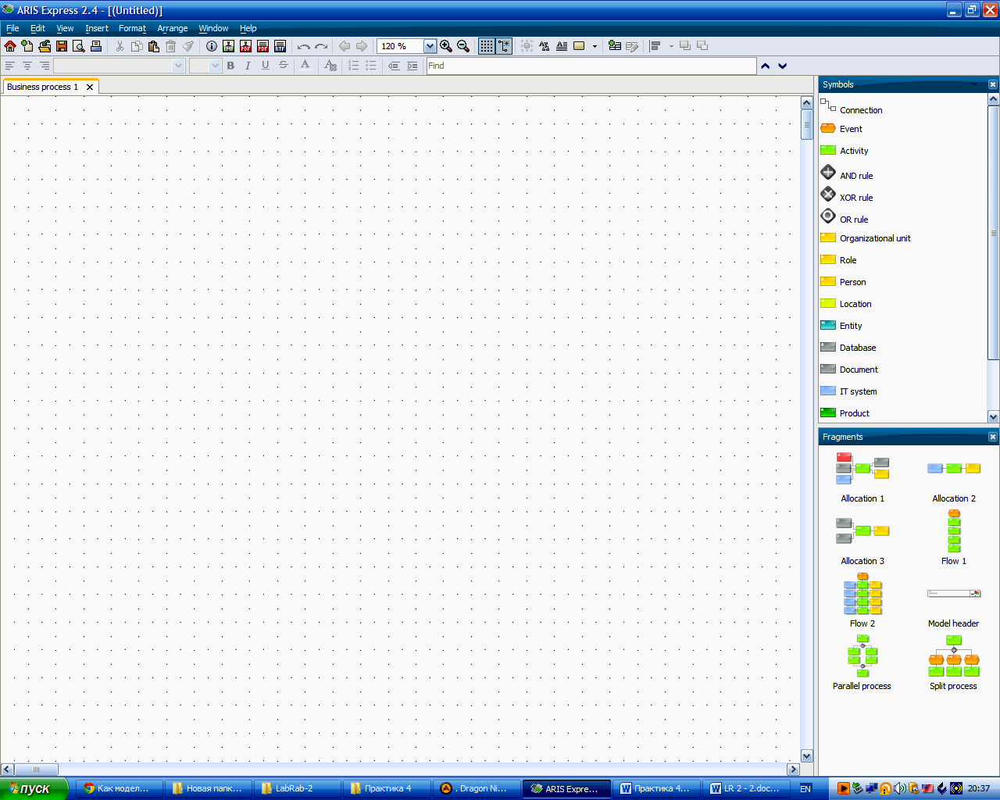 ARIS Express 2.4 - [(Untitled)]
File Edit View Insert Format Arrange Window Help
EMF PDF PDF RTF 120 %
B I U S A Find
Business process 1
Symbols
Connection
Event
Activity
AND rule
XOR rule
OR rule
Organizational unit
Role
Person
Location
Entity
Database
Document
IT system
Product
Fragments
Allocation 1 Allocation 2
Allocation 3 Flow 1
Flow 2 Model header
Parallel process Split process
пуск Как модел... Новая папк... LabRab-2 Практика 4 . Dragon Ni... ARIS Expre... Практика 4... LR 2 - 2.doc... EN 20:37